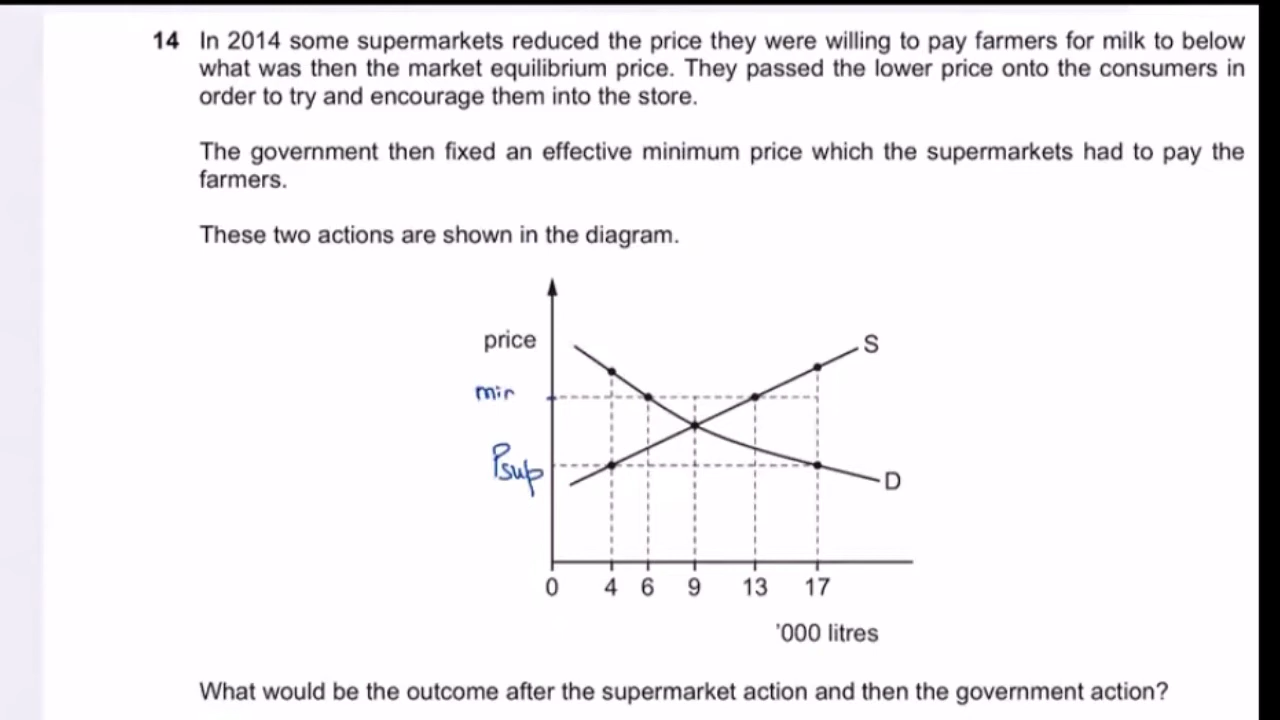 14 In 2014 some supermarkets reduced the price they were willing to pay farmers for milk to below
what was then the market equilibrium price. They passed the lower price onto the consumers in
order to try and encourage them into the store.
The government then fixed an effective minimum price which the supermarkets had to pay the
farmers.
These two actions are shown in the diagram.
price
S
min
Psup
D
0 4 6 9 13 17
'000 litres
What would be the outcome after the supermarket action and then the government action?